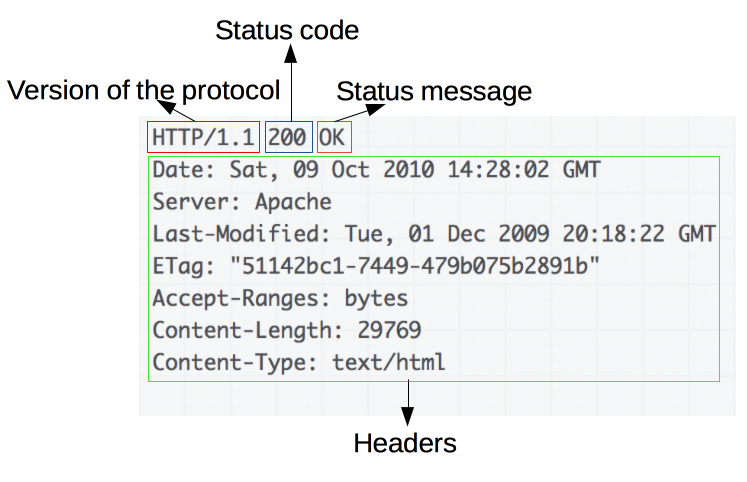 Status code
Version of the protocol
Status message
HTTP/1.1 200 OK
Date: Sat, 09 Oct 2010 14:28:02 GMT
Server: Apache
Last-Modified: Tue, 01 Dec 2009 20:18:22 GMT
ETag: "51142bc1-7449-479b075b2891b"
Accept-Ranges: bytes
Content-Length: 29769
Content-Type: text/html
Headers